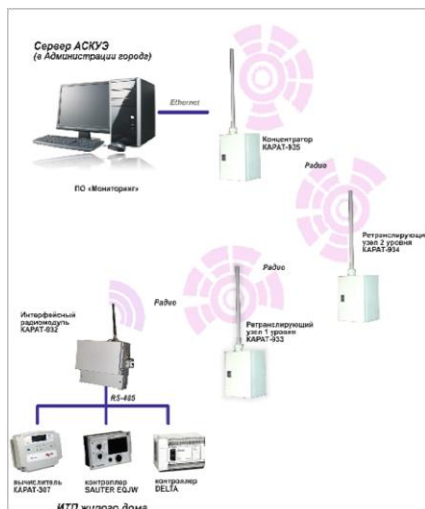 Сервер АСКУЭ
(в Администрации города)
Ethernet
Концентратор
КАРАТ-935
ПО «Мониторинг»
Радио
Ретранслирующий
узел 2 уровня
КАРАТ-934
Радио
Интерфейсный
радиомодуль
КАРАТ-932
Радио
Ретранслирующий
узел 1 уровня
КАРАТ-933
RS-485
вычислитель
КАРАТ-307
контроллер
SAUTER EQJW
контроллер
DELTA
ИТП жилого дома